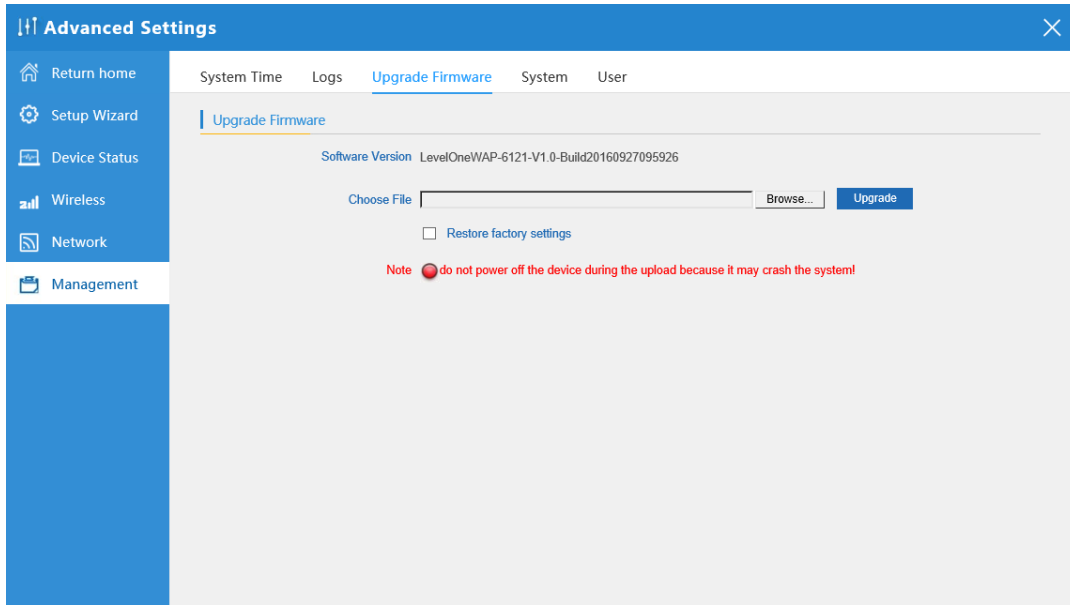 Advanced Settings
Return home
Setup Wizard
Device Status
Wireless
Network
Management
System Time Logs Upgrade Firmware System User
Upgrade Firmware
Software Version LevelOneWAP-6121-V1.0-Build20160927095926
Choose File Browse... Upgrade
Restore factory settings
Note do not power off the device during the upload because it may crash the system!